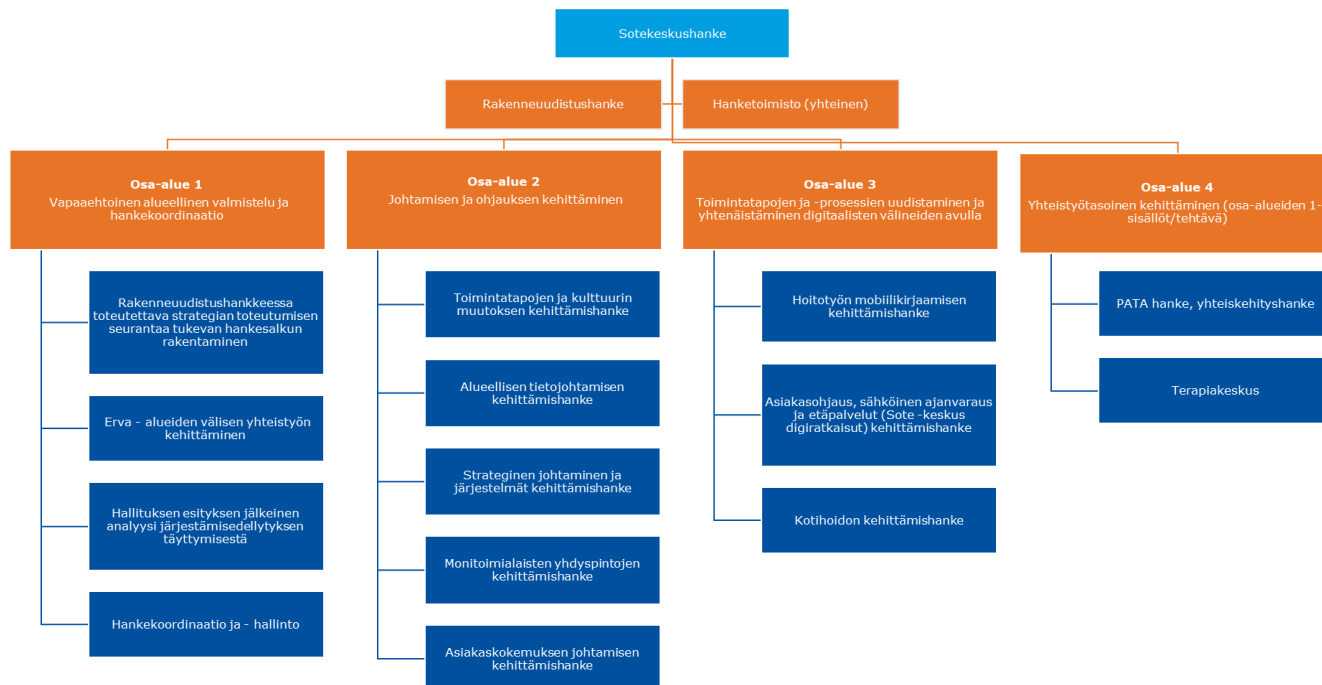 Sotekeskushanke
Rakenneuudistushanke
Hanketoimisto (yhteinen)
Osa-alue 1
Vapaaehtoinen alueellinen valmistelu ja
hankekoordinaatio
Rakenneuudistushankkeessa
toteutettava strategian toteutumisen
seurantaa tukevan hankesalkun
rakentaminen
Erva - alueiden välisen yhteistyön
kehittäminen
Hallituksen esityksen jälkeinen
analyysi järjestämisedellytyksen
täyttymisestä
Hankekoordinaatio ja - hallinto
Osa-alue 2
Johtamisen ja ohjauksen kehittäminen
Toimintatapojen ja kulttuurin
muutoksen kehittämishanke
Alueellisen tietojohtamisen
kehittämishanke
Strateginen johtaminen ja
järjestelmät kehittämishanke
Monitoimialaisten yhdyspintojen
kehittämishanke
Asiakaskokemuksen johtamisen
kehittämishanke
Osa-alue 3
Toimintatapojen ja -prosessien uudistaminen ja
yhtenäistäminen digitaalisten välineiden avulla
Hoitotyön mobiilikirjaamisen
kehittämishanke
Asiakasohjaus, sähköinen ajanvaraus
ja etäpalvelut (Sote -keskus
digiratkaisut) kehittämishanke
Kotihoidon kehittämishanke
Osa-alue 4
Yhteistyötasoinen kehittäminen (osa-alueiden 1-
sisällöt/tehtävä)
PATA hanke, yhteiskehityshanke
Terapiakeskus